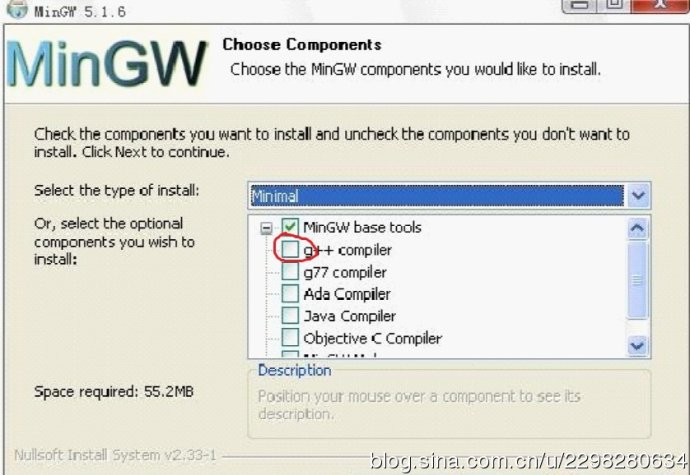 MinGW 5.1.6
MinGW
Choose Components
Choose the MinGW components you would like to install.
Check the components you want to install and uncheck the components you don't want to
install. Click Next to continue.
Select the type of install:
Minimal
Or, select the optional
components you wish to
install:
MinGW base tools
g++ compiler
g77 compiler
Ada Compiler
Java Compiler
Objective C Compiler
Space required: 55.2MB
Description
Position your mouse over a component to see its
description.
Nullsoft Install System v2.33-1
blog.sina.com.cn/u/2298280634